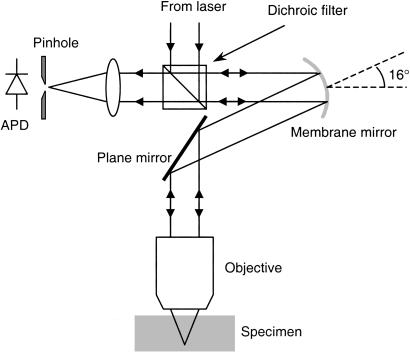 From laser
Dichroic filter
Pinhole
16°
APD
Membrane mirror
Plane mirror
Objective
Specimen